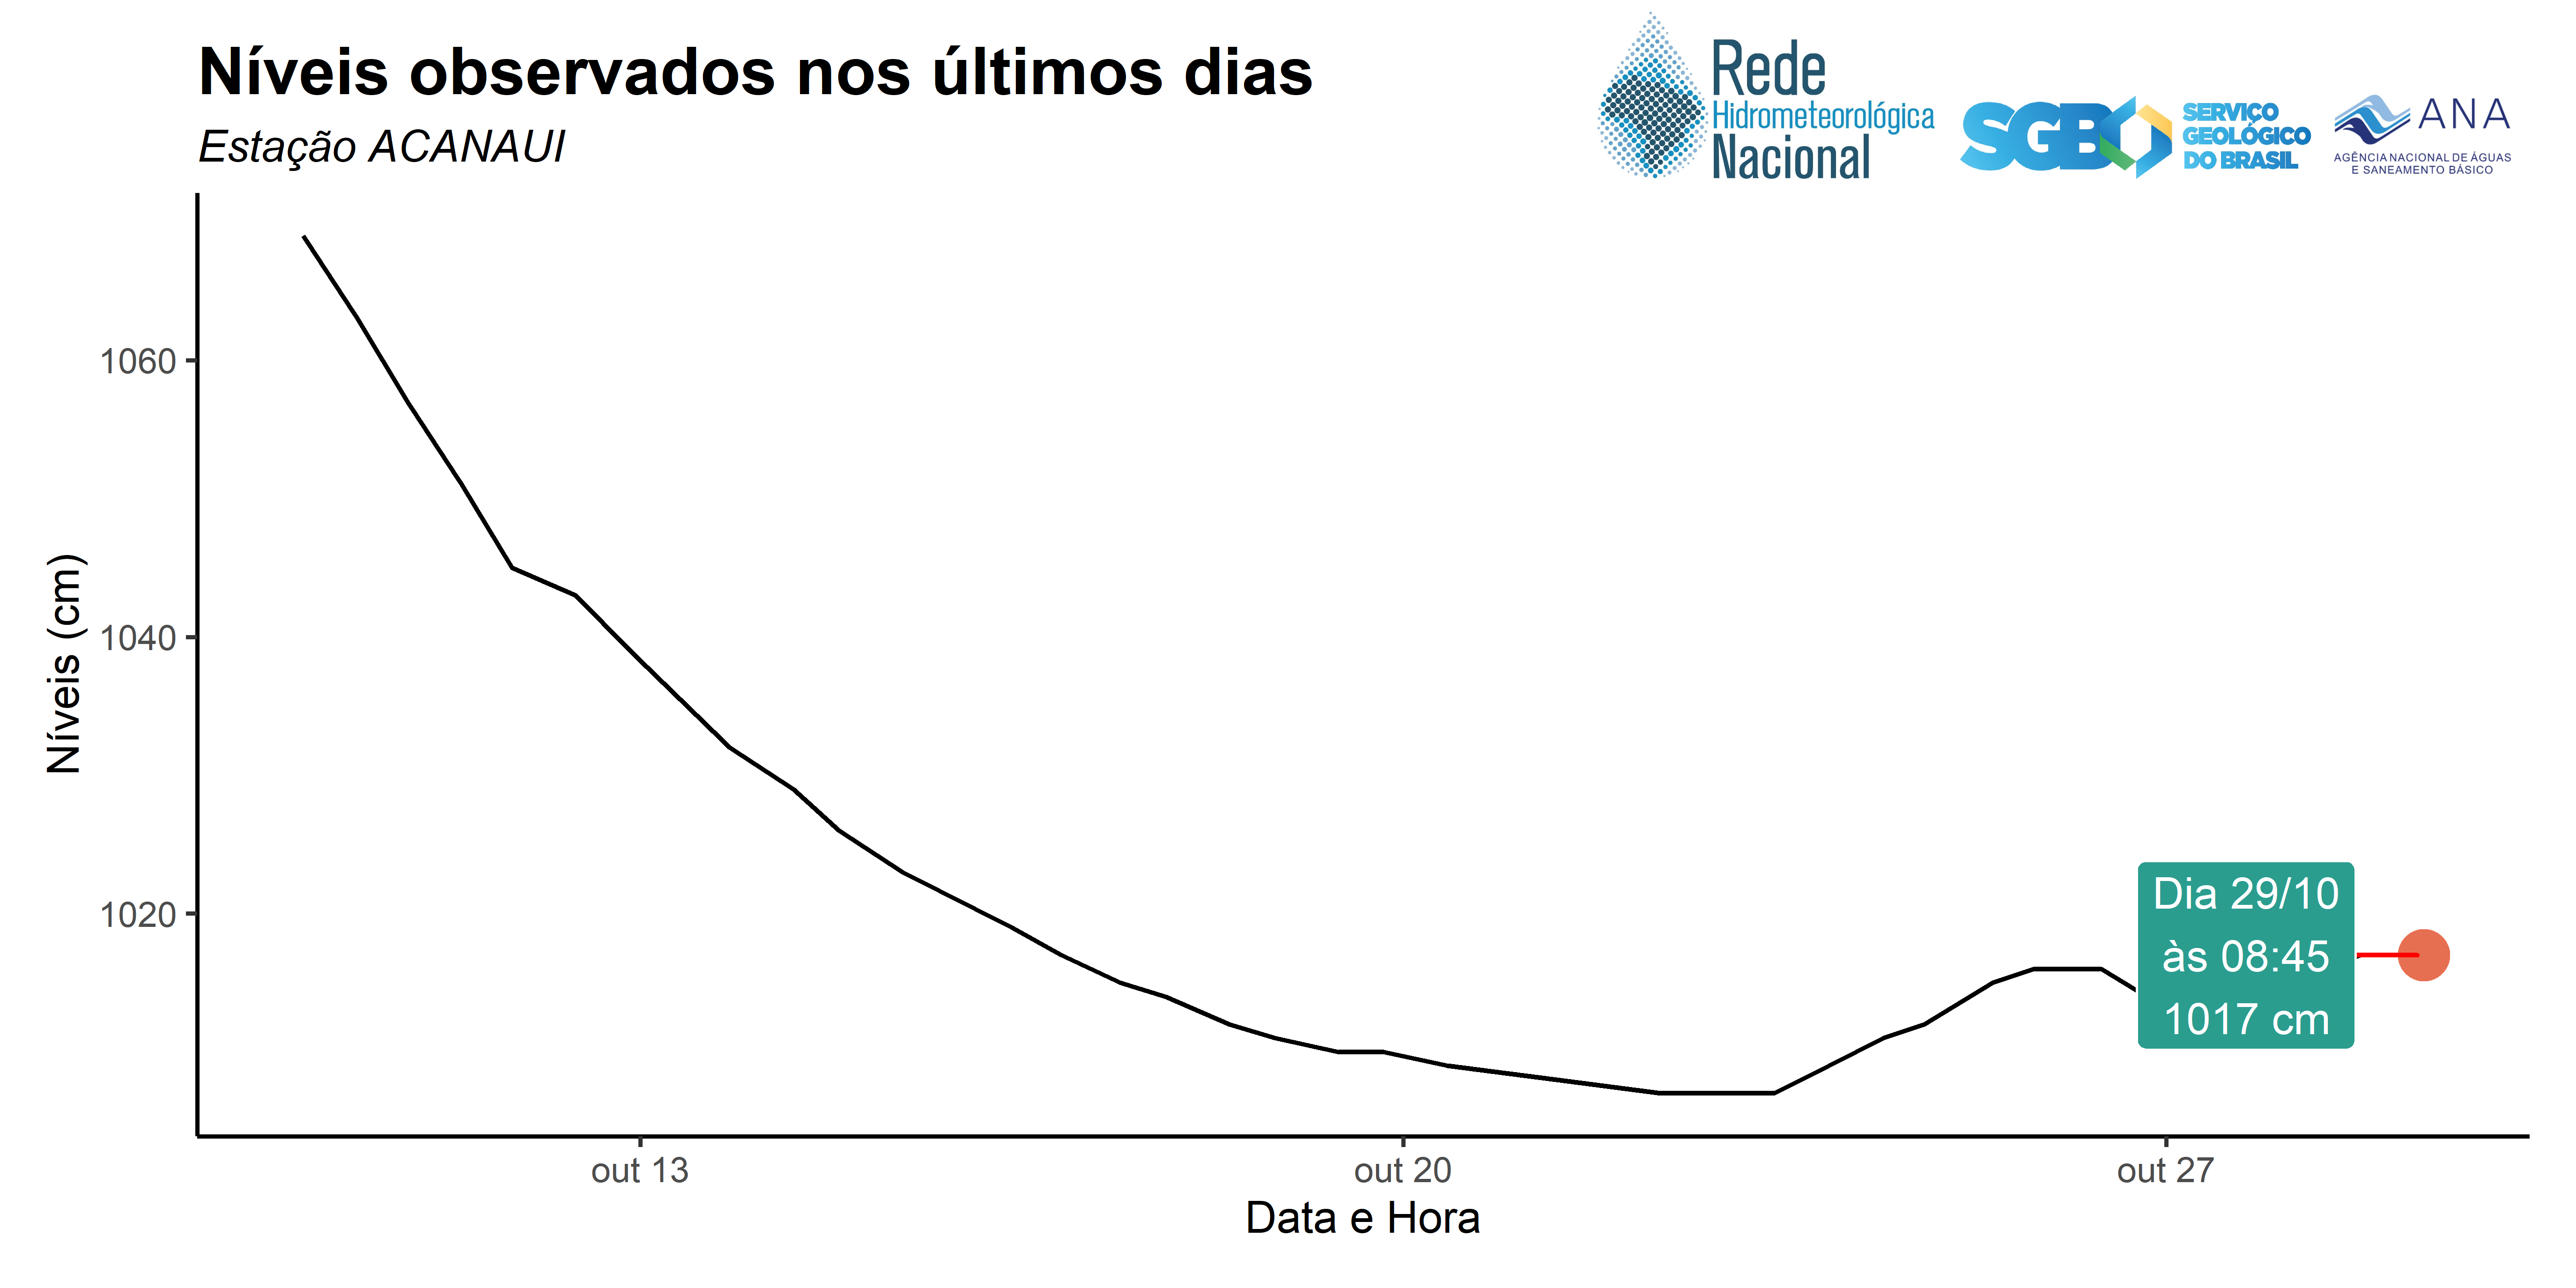 Níveis observados nos últimos dias
Estação ACANAUI
Rede
Hidrometeorológica
Nacional
SGB
SERVIÇO
GEOLÓGICO
DO BRASIL
ANA
AGÊNCIA NACIONAL DE ÁGUAS
E SANEAMENTO BÁSICO
Níveis (cm)
1060
1040
1020
Dia 29/10
às 08:45
1017 cm
out 13
out 20
out 27
Data e Hora